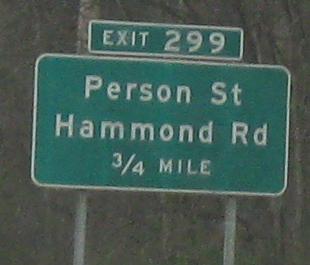 EXIT 299
Person St
Hammond Rd
3/4 MILE